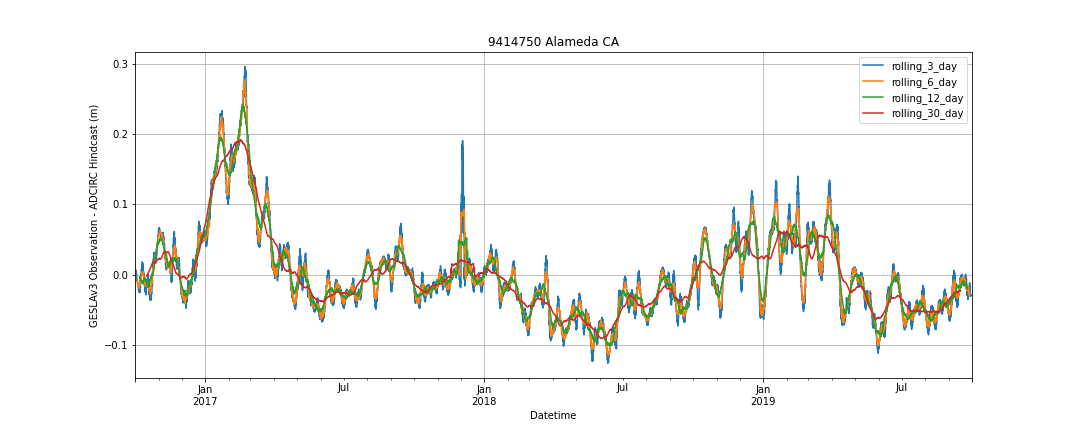 9414750 Alameda CA
GESLAv3 Observation - ADCIRC Hindcast (m)
0.3
0.2
0.1
0.0
−0.1
rolling_3_day
rolling_6_day
rolling_12_day
rolling_30_day
Jan Jul Jan Jul Jan Jul
2017 2018 2019
Datetime